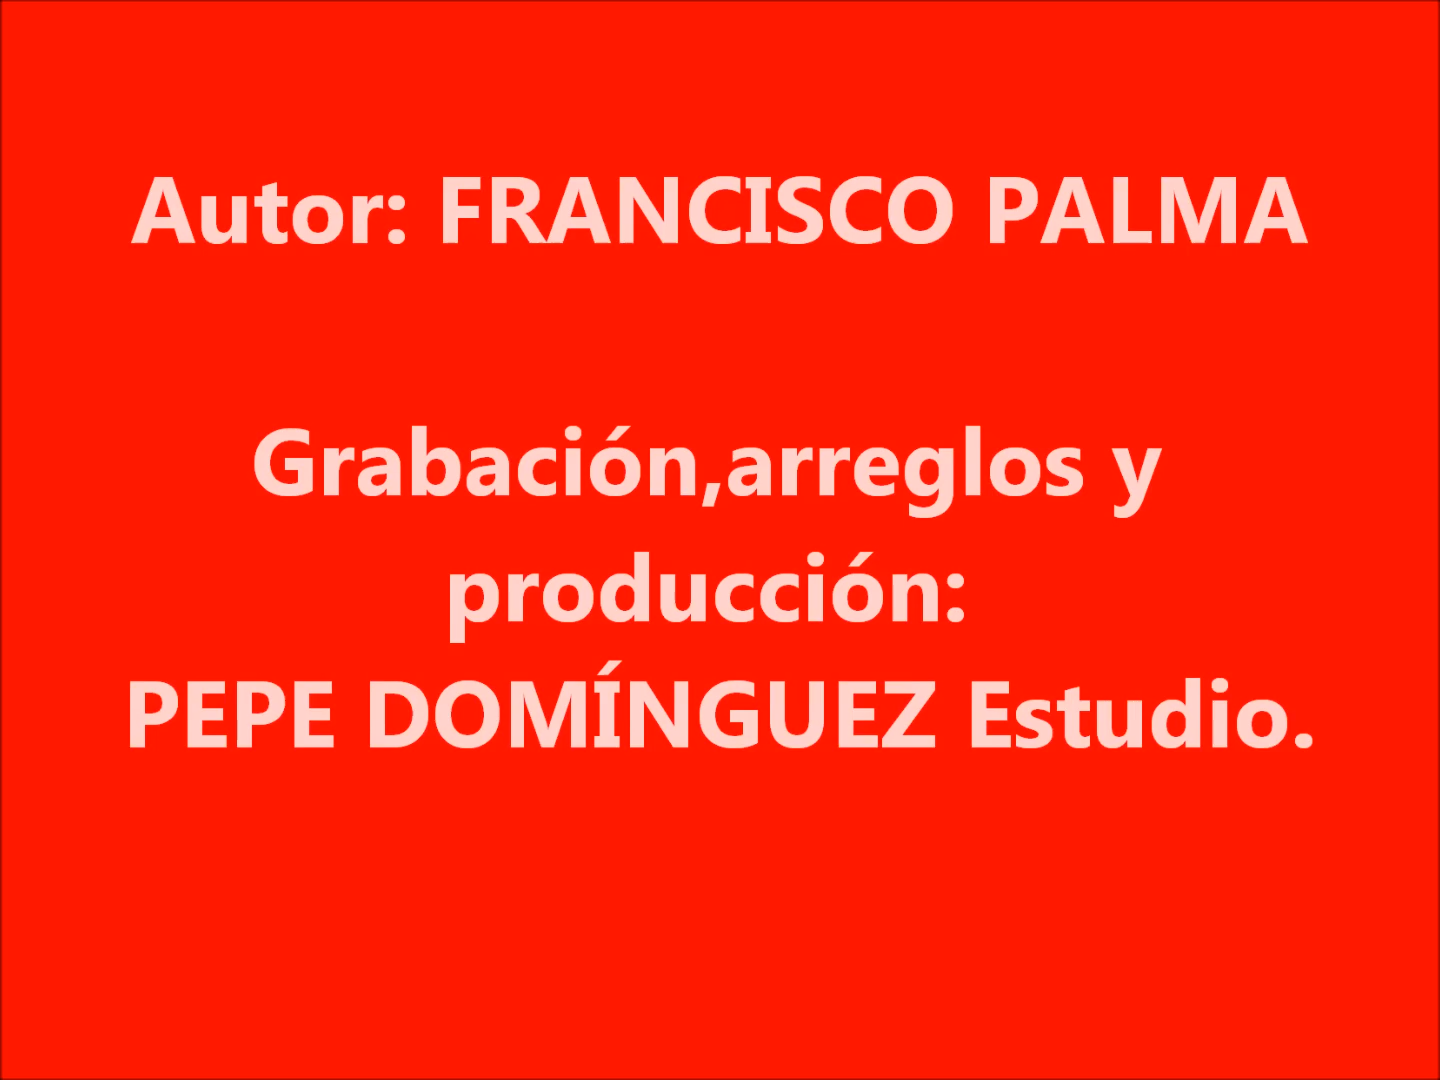 Autor: FRANCISCO PALMA
Grabación,arreglos y
producción:
PEPE DOMÍNGUEZ Estudio.